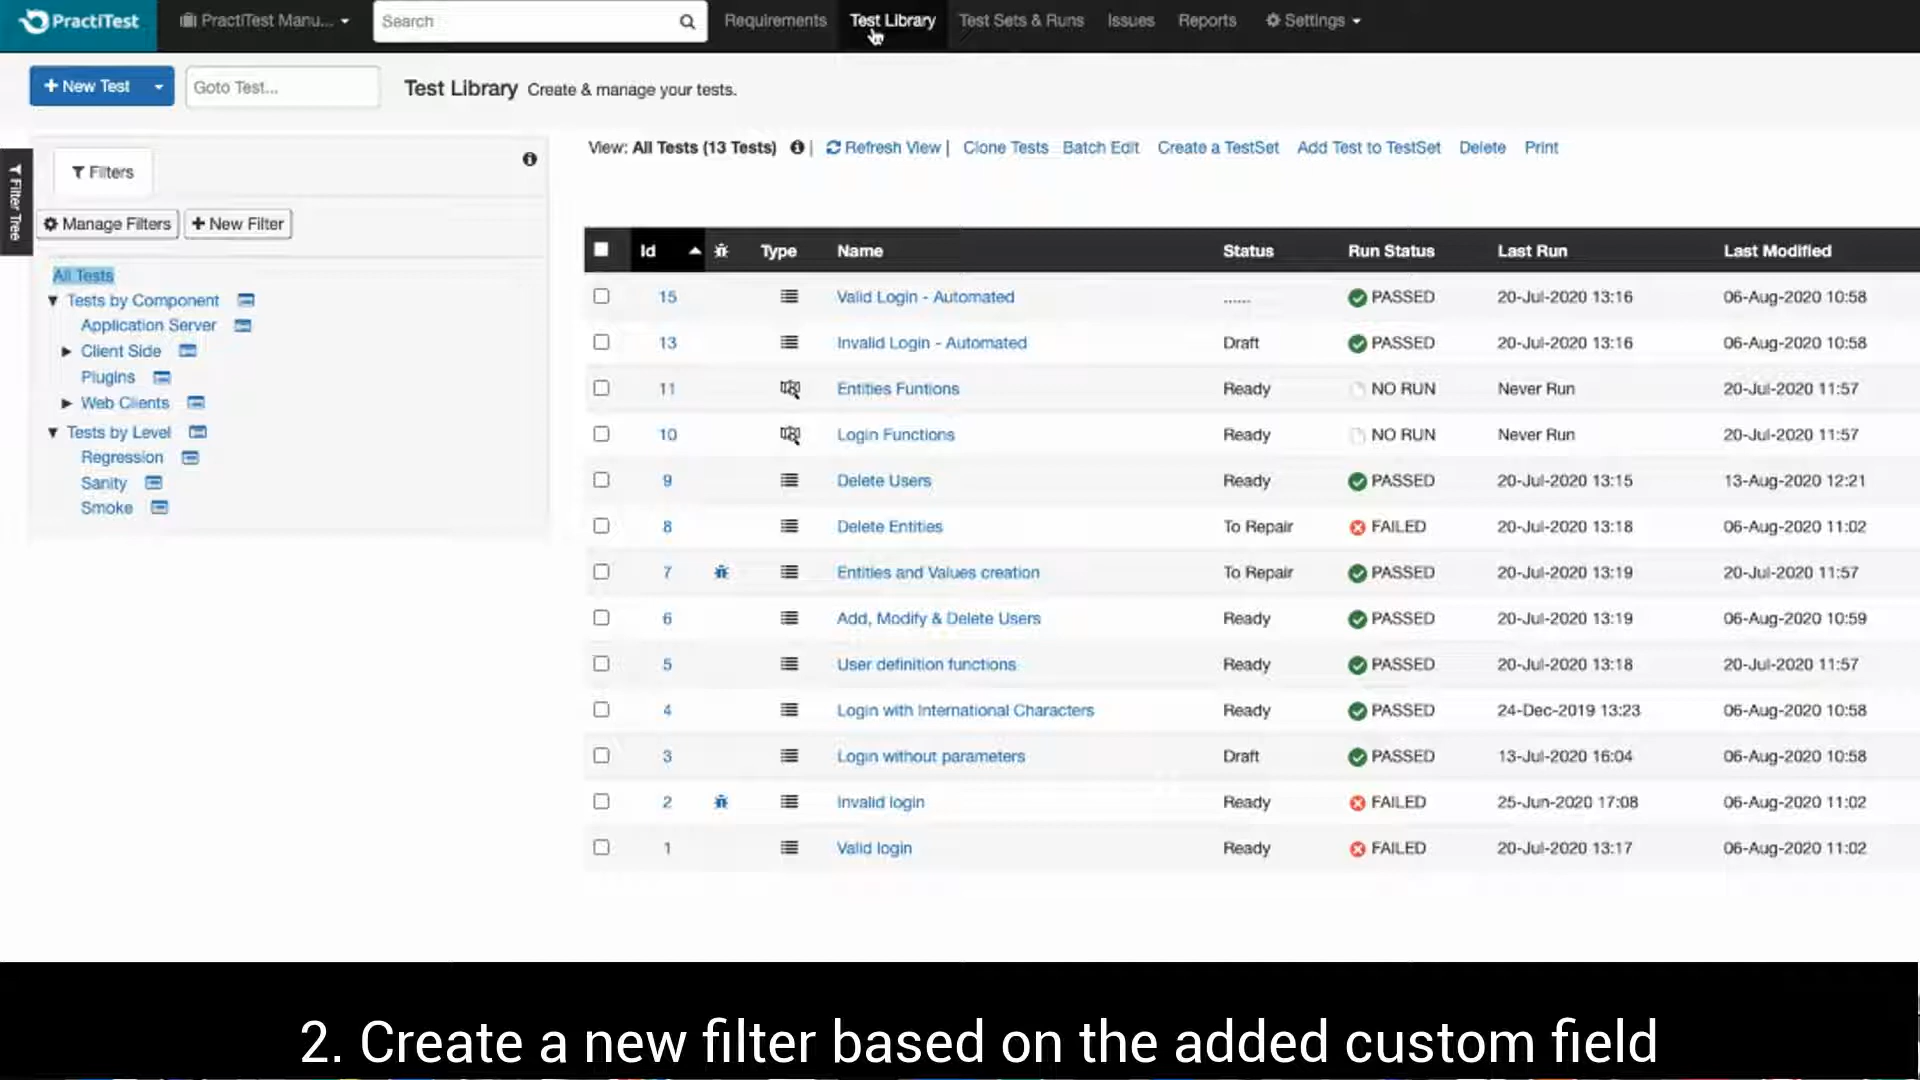 PractiTest PractiTest Manu... Search Requirements Test Library Test Sets & Runs Issues Reports Settings
+ New Test Goto Test... Test Library Create & manage your tests.
Filter Tree
Filters
Manage Filters + New Filter
All Tests
Tests by Component
Application Server
Client Side
Plugins
Web Clients
Tests by Level
Regression
Sanity
Smoke
View: All Tests (13 Tests) | Refresh View | Clone Tests Batch Edit Create a TestSet Add Test to TestSet Delete Print
Id Type Name Status Run Status Last Run Last Modified
15 Valid Login - Automated ...... PASSED 20-Jul-2020 13:16 06-Aug-2020 10:58
13 Invalid Login - Automated Draft PASSED 20-Jul-2020 13:16 06-Aug-2020 10:58
11 Entities Funtions Ready NO RUN Never Run 20-Jul-2020 11:57
10 Login Functions Ready NO RUN Never Run 20-Jul-2020 11:57
9 Delete Users Ready PASSED 20-Jul-2020 13:15 13-Aug-2020 12:21
8 Delete Entities To Repair FAILED 20-Jul-2020 13:18 06-Aug-2020 11:02
7 Entities and Values creation To Repair PASSED 20-Jul-2020 13:19 20-Jul-2020 11:57
6 Add, Modify & Delete Users Ready PASSED 20-Jul-2020 13:19 06-Aug-2020 10:59
5 User definition functions Ready PASSED 20-Jul-2020 13:18 20-Jul-2020 11:57
4 Login with International Characters Ready PASSED 24-Dec-2019 13:23 06-Aug-2020 10:58
3 Login without parameters Draft PASSED 13-Jul-2020 16:04 06-Aug-2020 10:58
2 Invalid login Ready FAILED 25-Jun-2020 17:08 06-Aug-2020 11:02
1 Valid login Ready FAILED 20-Jul-2020 13:17 06-Aug-2020 11:02
2. Create a new filter based on the added custom field